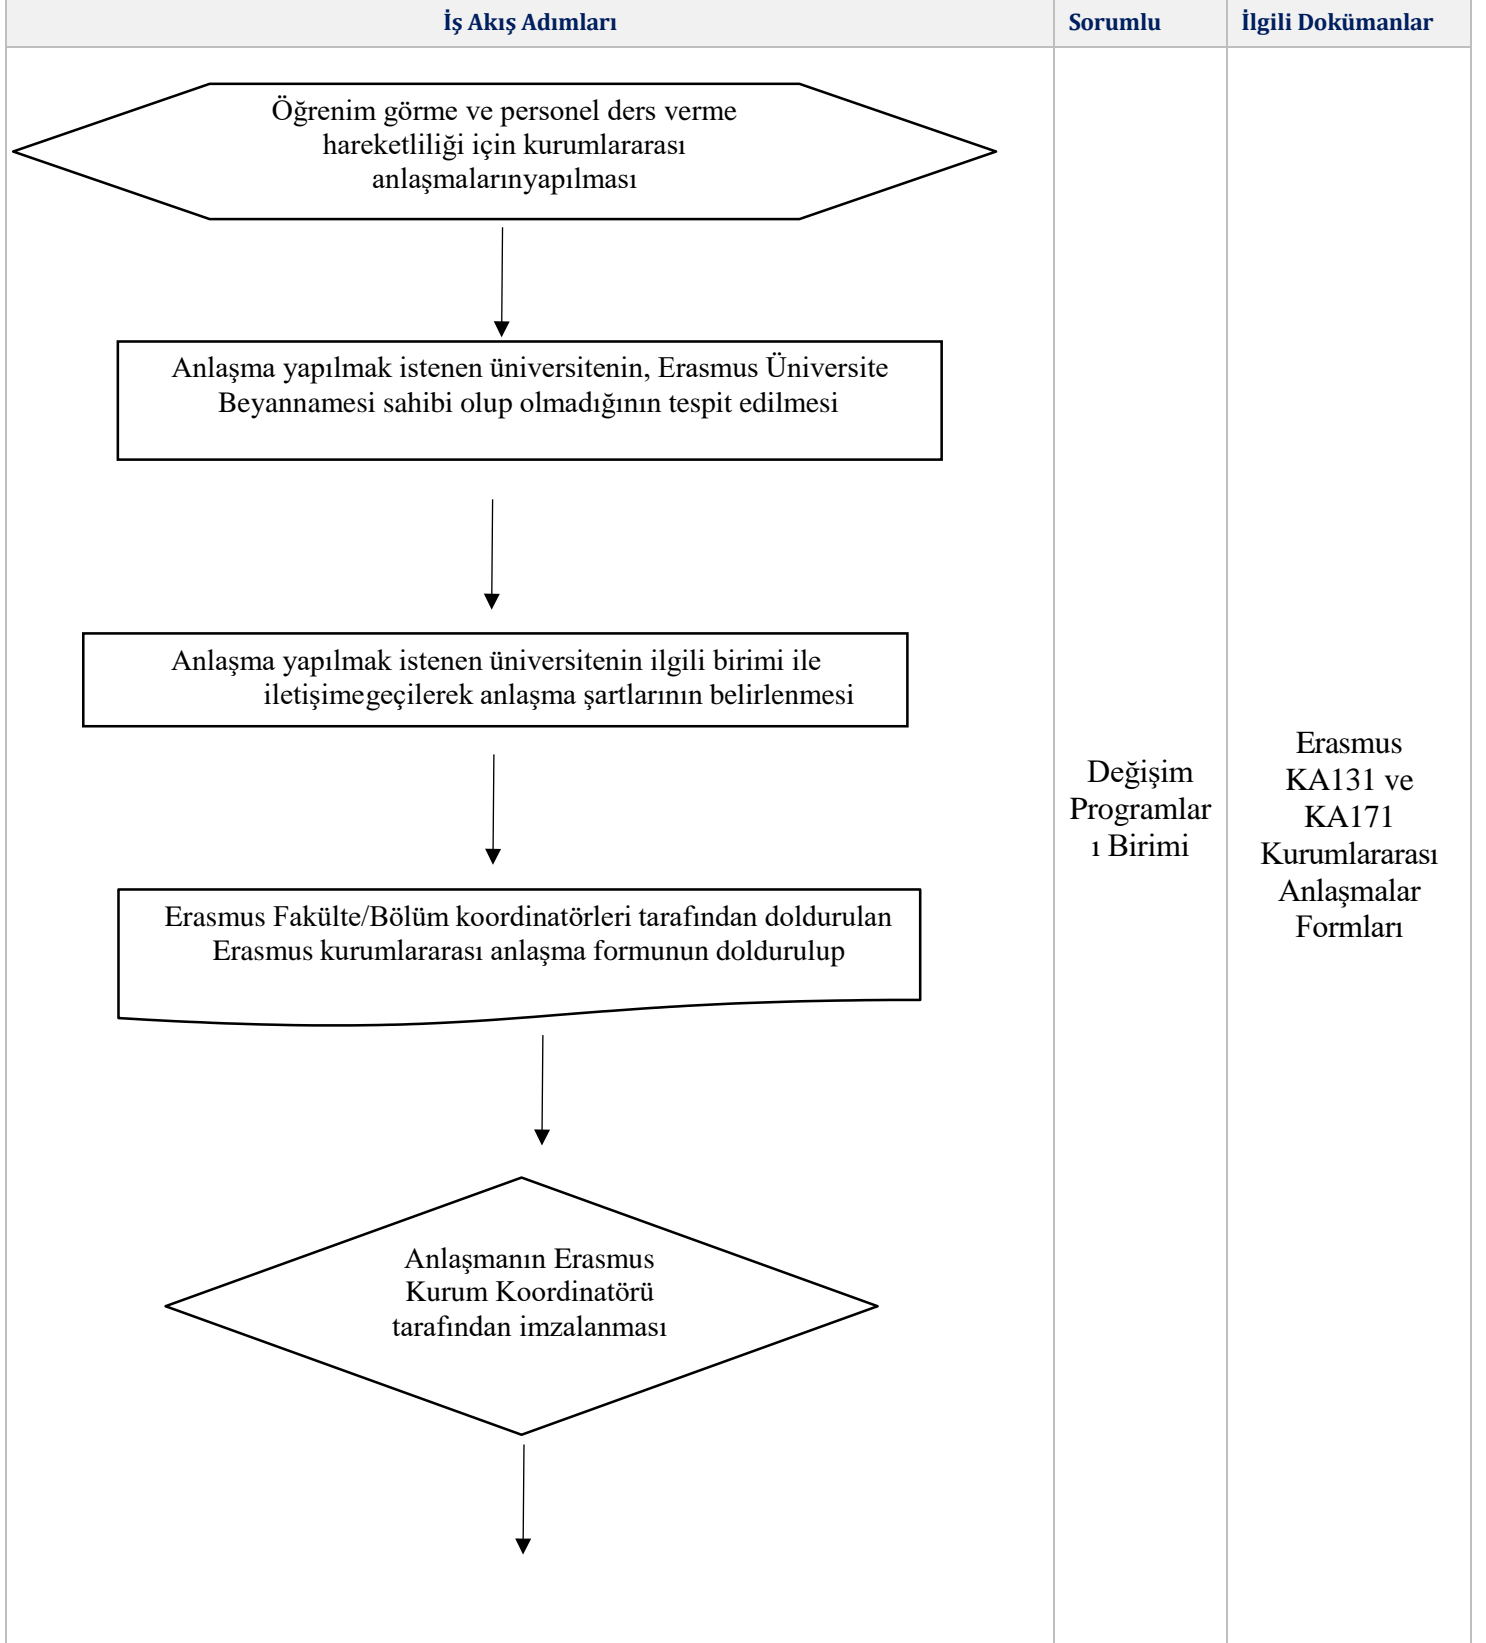 İş Akış Adımları
Sorumlu
İlgili Dokümanlar
Öğrenim görme ve personel ders verme
hareketliliği için kurumlararası
anlaşmalarınyapılması
Anlaşma yapılmak istenen üniversitenin, Erasmus Üniversite
Beyannamesi sahibi olup olmadığının tespit edilmesi
Anlaşma yapılmak istenen üniversitenin ilgili birimi ile
iletişimegeçilerek anlaşma şartlarının belirlenmesi
Erasmus Fakülte/Bölüm koordinatörleri tarafından doldurulan
Erasmus kurumlararası anlaşma formunun doldurulup
Anlaşmanın Erasmus
Kurum Koordinatörü
tarafından imzalanması
Değişim
Programlar
ı Birimi
Erasmus
KA131 ve
KA171
Kurumlararası
Anlaşmalar
Formları